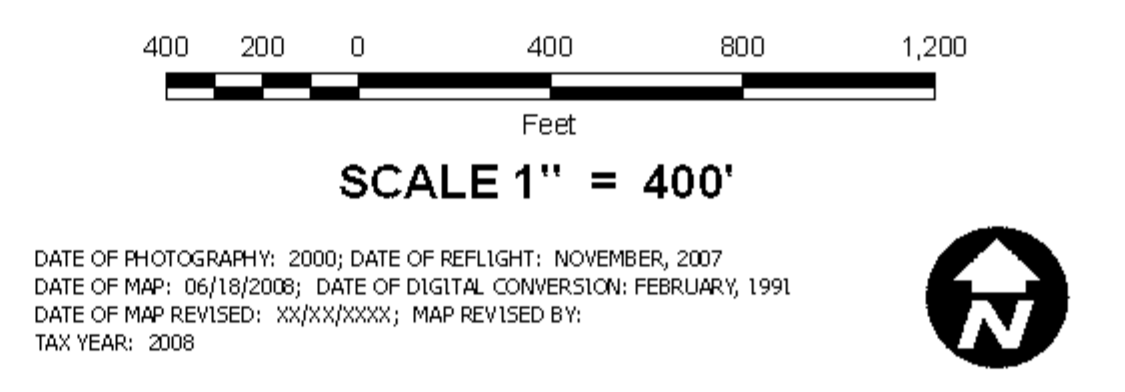 400 200 0 400 800 1,200
Feet
SCALE 1" = 400'
DATE OF PHOTOGRAPHY: 2000; DATE OF REFLIGHT: NOVEMBER, 2007
DATE OF MAP: 06/18/2008; DATE OF DIGITAL CONVERSION: FEBRUARY, 1991
DATE OF MAP REVISED: XX/XX/XXXX; MAP REVISED BY:
TAX YEAR: 2008
N